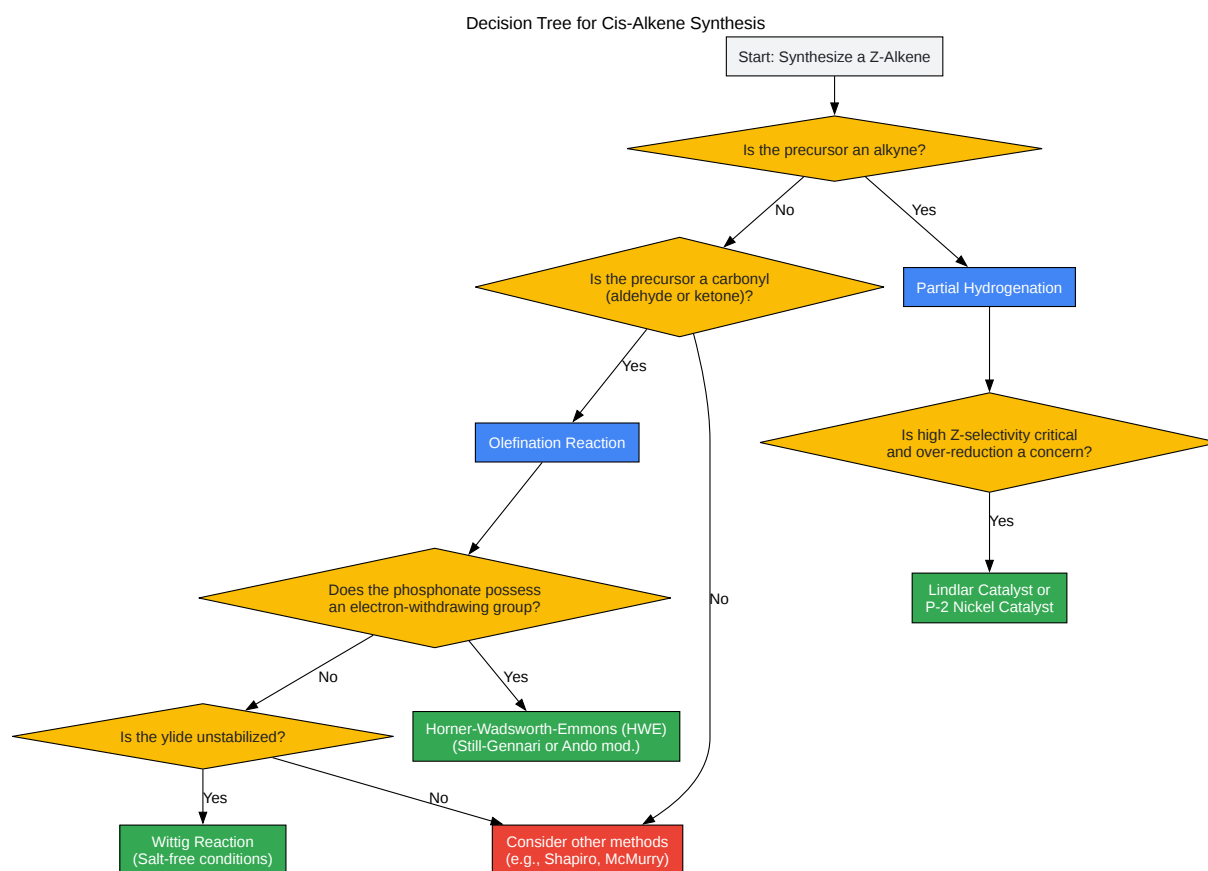 Decision Tree for Cis-Alkene Synthesis
Start: Synthesize a Z-Alkene
Is the precursor an alkyne?
No
Yes
Is the precursor a carbonyl
(aldehyde or ketone)?
Partial Hydrogenation
Yes
Olefination Reaction
Is high Z-selectivity critical
and over-reduction a concern?
Yes
Does the phosphonate possess
an electron-withdrawing group?
No
Lindlar Catalyst or
P-2 Nickel Catalyst
No
Yes
Is the ylide unstabilized?
Horner-Wadsworth-Emmons (HWE)
(Still-Gennari or Ando mod.)
Yes
No
Wittig Reaction
(Salt-free conditions)
Consider other methods
(e.g., Shapiro, McMurry)